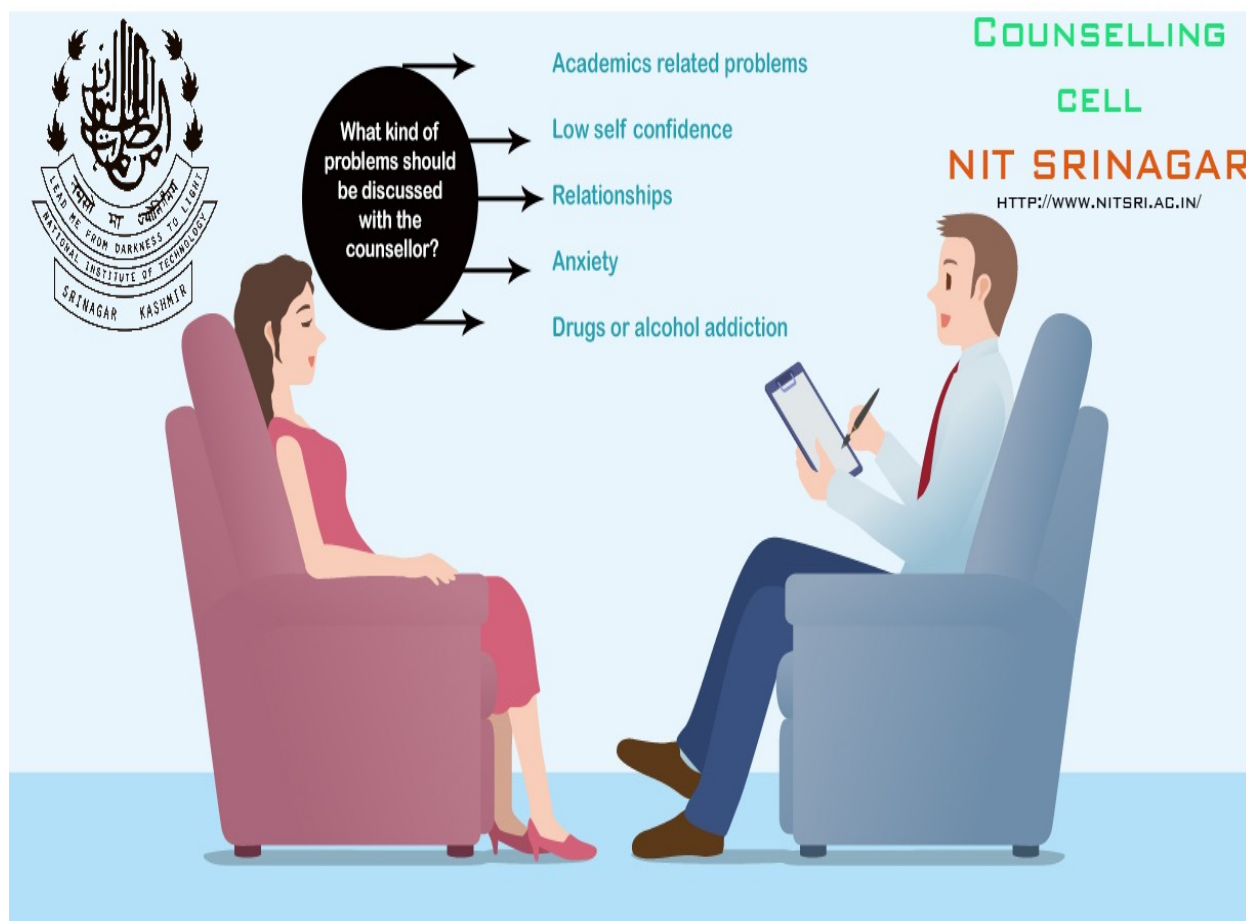 What kind of
problems should
be discussed
with the
counsellor?
Academics related problems
Low self confidence
Relationships
Anxiety
Drugs or alcohol addiction
COUNSELLING
CELL
NIT SRINAGAR
HTTP://WWW.NITSRI.AC.IN/
तमसो मा ज्योतिर्गमय
LEAD ME FROM DARKNESS TO LIGHT
NATIONAL INSTITUTE OF TECHNOLOGY
SRINAGAR KASHMIR